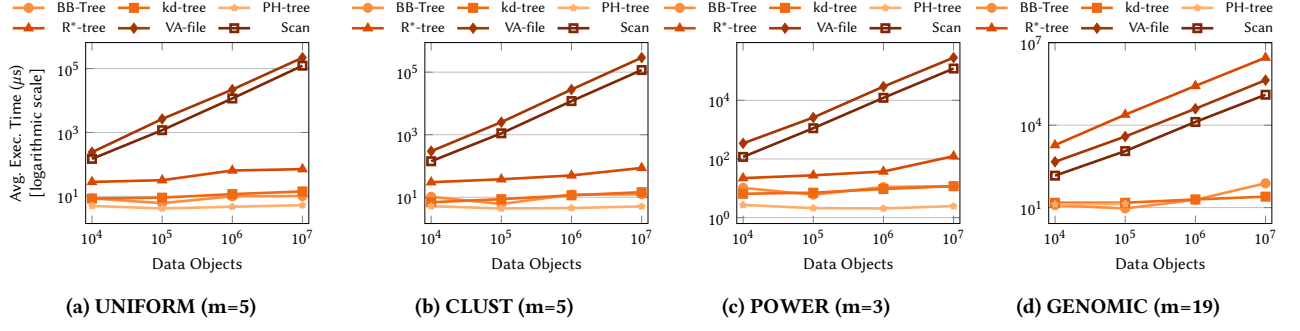 BB-Tree kd-tree PH-tree
R*-tree VA-file Scan
Avg. Exec. Time (μs)
[logarithmic scale]
10^5
10^3
10^1
10^4 10^5 10^6 10^7
Data Objects
(a) UNIFORM (m=5)
BB-Tree kd-tree PH-tree
R*-tree VA-file Scan
10^5
10^3
10^1
10^4 10^5 10^6 10^7
Data Objects
(b) CLUST (m=5)
BB-Tree kd-tree PH-tree
R*-tree VA-file Scan
10^4
10^2
10^0
10^4 10^5 10^6 10^7
Data Objects
(c) POWER (m=3)
BB-Tree kd-tree PH-tree
R*-tree VA-file Scan
10^7
10^4
10^1
10^4 10^5 10^6 10^7
Data Objects
(d) GENOMIC (m=19)